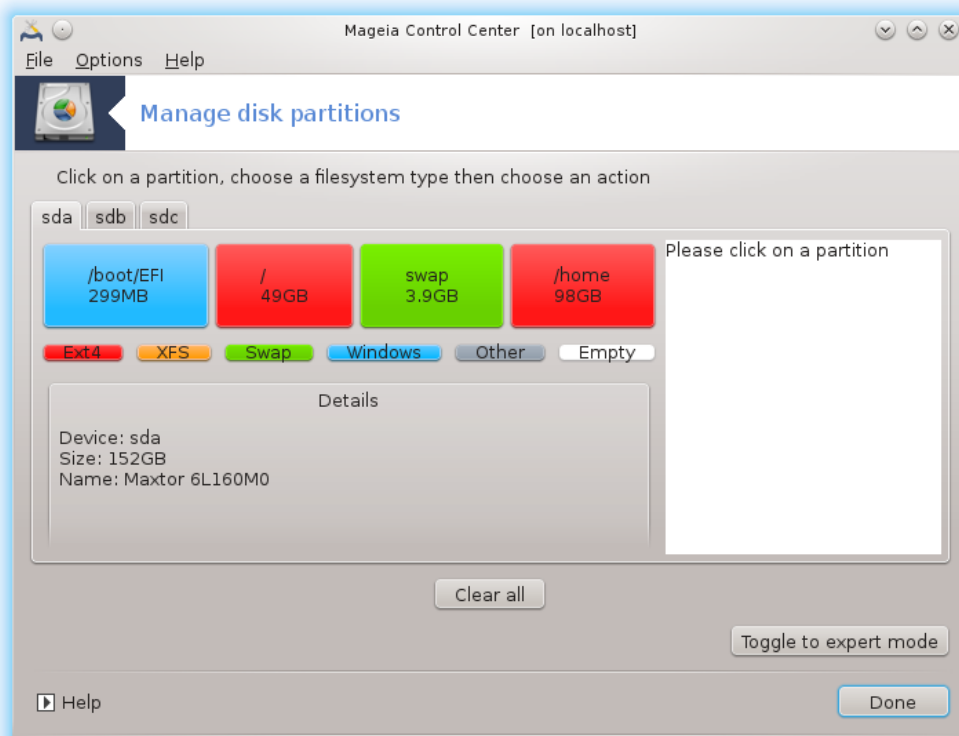 Mageia Control Center [on localhost]
File Options Help
Manage disk partitions
Click on a partition, choose a filesystem type then choose an action
sda sdb sdc
/boot/EFI
299MB
/
49GB
swap
3.9GB
/home
98GB
Please click on a partition
Ext4 XFS Swap Windows Other Empty
Details
Device: sda
Size: 152GB
Name: Maxtor 6L160M0
Clear all
Toggle to expert mode
Help
Done